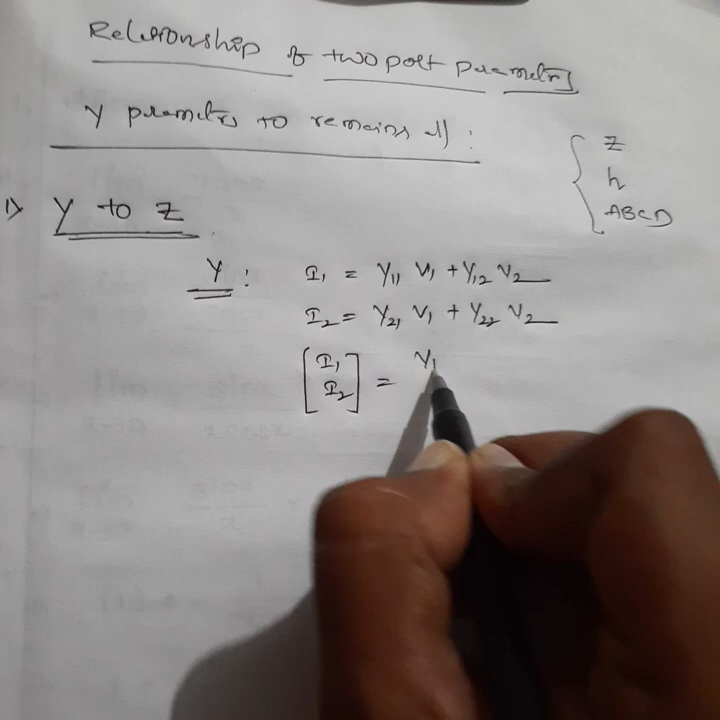 Relationship of two port parameters
Y parameters to remains all :
Z
h
ABCD
1) Y to Z
Y : I₁ = Y₁₁ V₁ + Y₁₂ V₂
I₂ = Y₂₁ V₁ + Y₂₂ V₂
[I₁ I₂] = Y₁